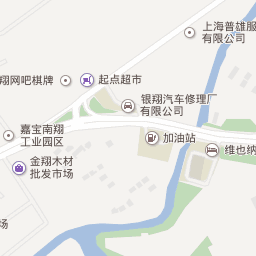 上海普雄服
有限公司
翔网吧棋牌
起点超市
银翔汽车修理厂
有限公司
嘉宝南翔
工业园区
加油站
维也纳
金翔木材
批发市场
场